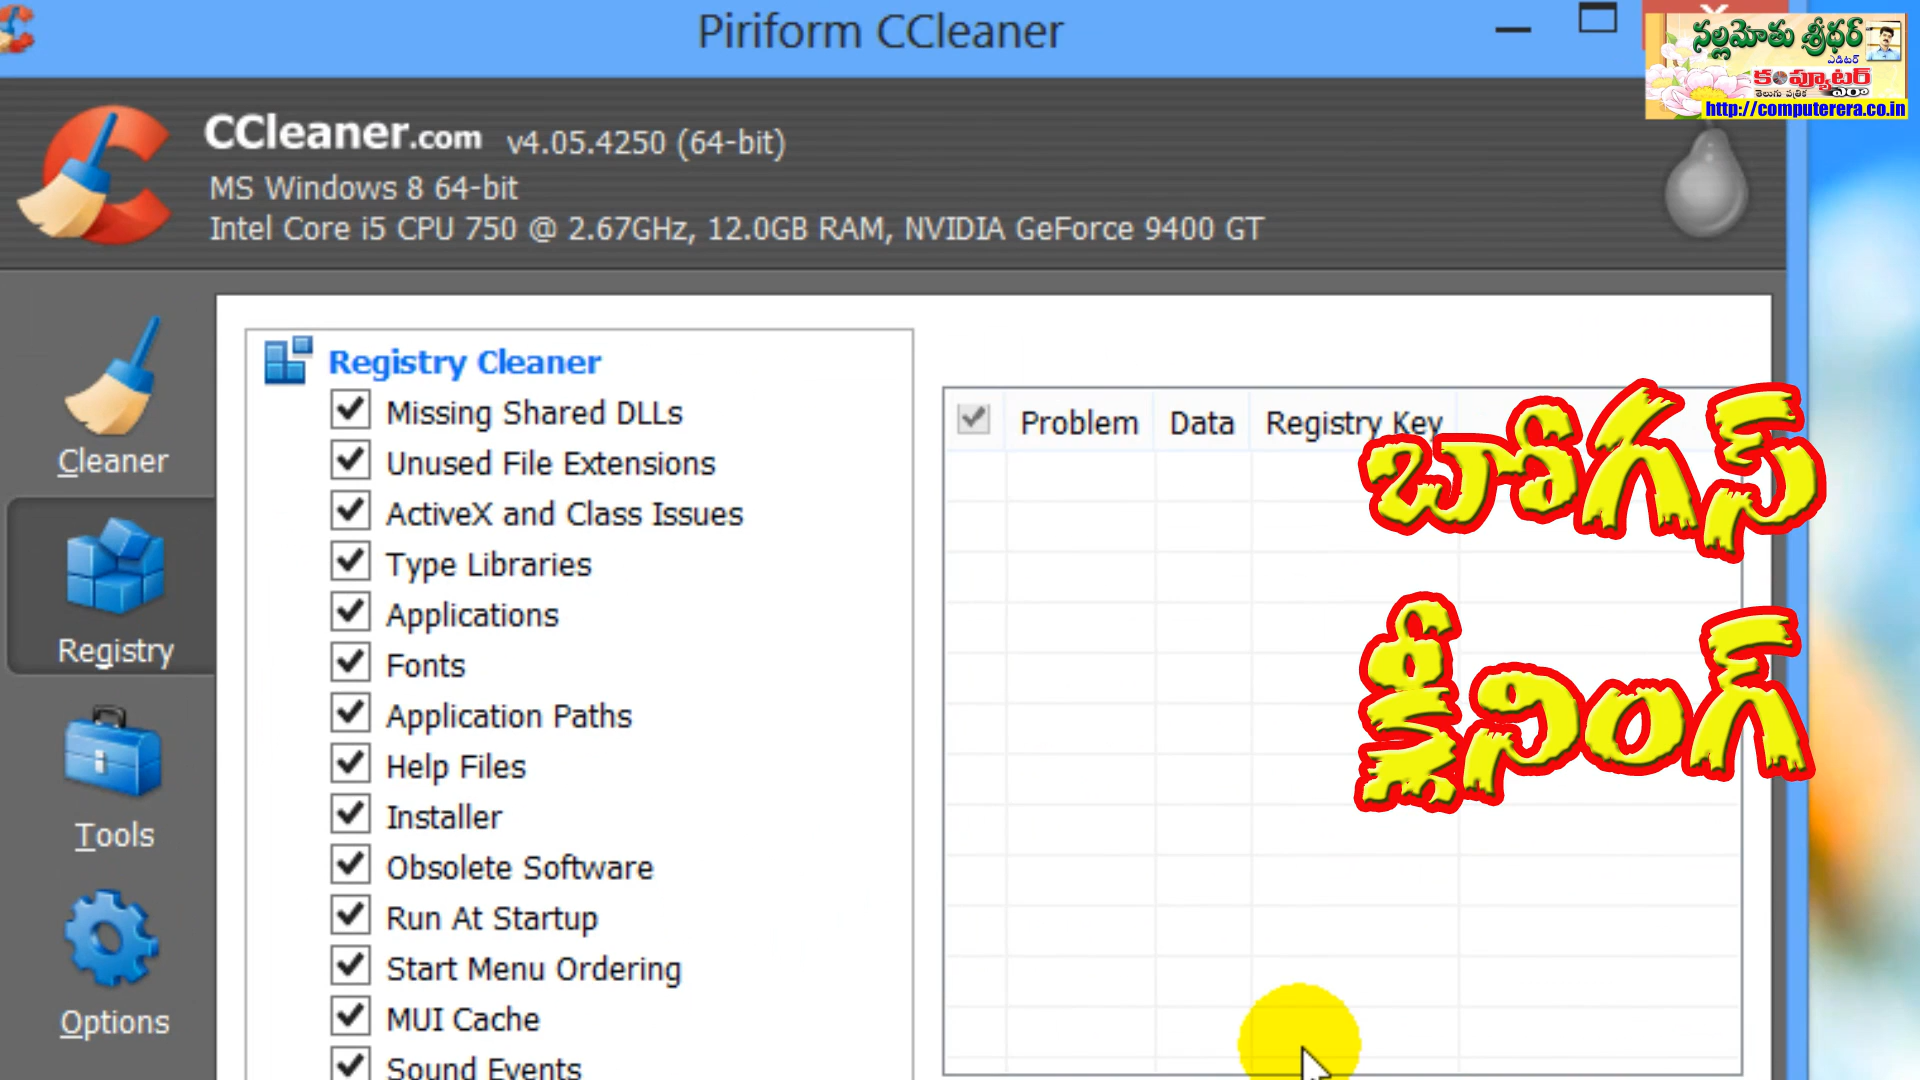 Piriform CCleaner
నల్లమోతు శ్రీధర్
ఎడిటర్
కంప్యూటర్
తెలుగు పత్రిక ఎరా
http://computerera.co.in
CCleaner.com v4.05.4250 (64-bit)
MS Windows 8 64-bit
Intel Core i5 CPU 750 @ 2.67GHz, 12.0GB RAM, NVIDIA GeForce 9400 GT
Cleaner
Registry
Tools
Options
Registry Cleaner
Missing Shared DLLs
Unused File Extensions
ActiveX and Class Issues
Type Libraries
Applications
Fonts
Application Paths
Help Files
Installer
Obsolete Software
Run At Startup
Start Menu Ordering
MUI Cache
Sound Events
Problem Data Registry Key
బోగస్
క్లీనింగ్